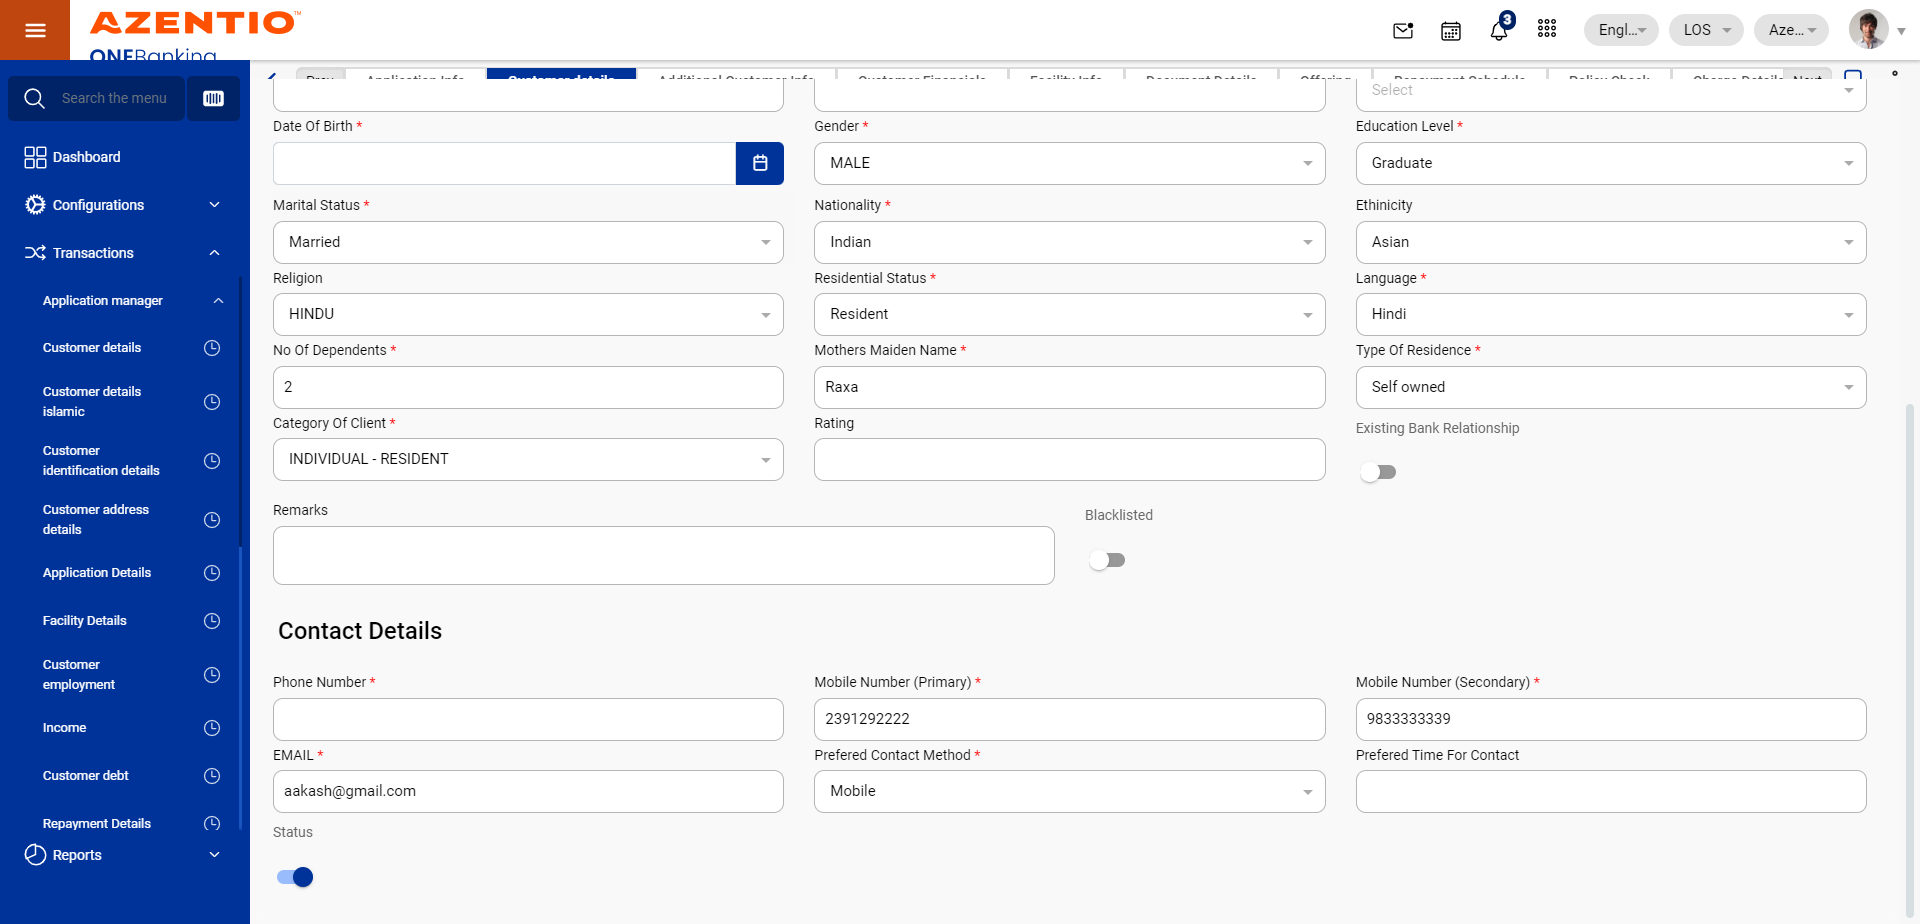 AZENTIO™
ONEBanking
3
Engl...
LOS
Aze...
Search the menu
Dashboard
Configurations
Transactions
Application manager
Customer details
Customer details
islamic
Customer
identification details
Customer address
details
Application Details
Facility Details
Customer
employment
Income
Customer debt
Repayment Details
Reports
Prev
Application Info
Customer details
Additional Customer Info
Customer Financials
Facility Info
Document Details
Offering
Repayment Schedule
Policy Check
Charge Details
Next
Select
Date Of Birth *
Gender *
MALE
Education Level *
Graduate
Marital Status *
Married
Nationality *
Indian
Ethinicity
Asian
Religion
HINDU
Residential Status *
Resident
Language *
Hindi
No Of Dependents *
2
Mothers Maiden Name *
Raxa
Type Of Residence *
Self owned
Category Of Client *
INDIVIDUAL - RESIDENT
Rating
Existing Bank Relationship
Remarks
Blacklisted
Contact Details
Phone Number *
Mobile Number (Primary) *
2391292222
Mobile Number (Secondary) *
9833333339
EMAIL *
aakash@gmail.com
Prefered Contact Method *
Mobile
Prefered Time For Contact
Status